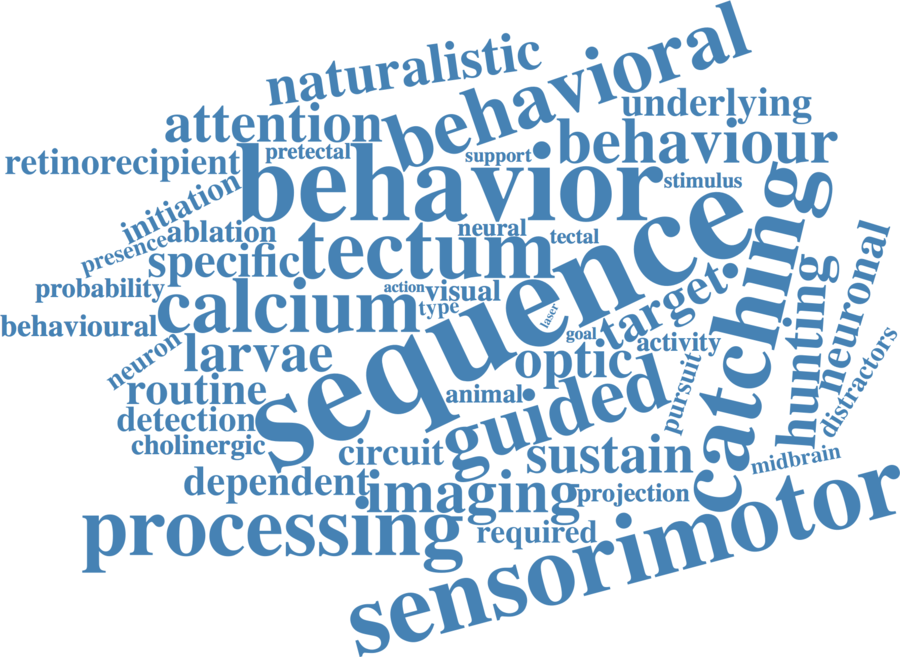 naturalistic
behavioral
underlying
attention
behaviour
retinorecipient
pretectal
support
behavior
stimulus
initiation
ablation
neural
tectal
presence
specific
tectum
sequence
catching
neuronal
probability
action
visual
calcium
type
laser
target
hunting
behavioural
goal
activity
neuron
larvae
optic
pursuit
distractors
routine
animal
guided
detection
cholinergic
circuit
sustain
midbrain
dependent
imaging
projection
processing
required
sensorimotor